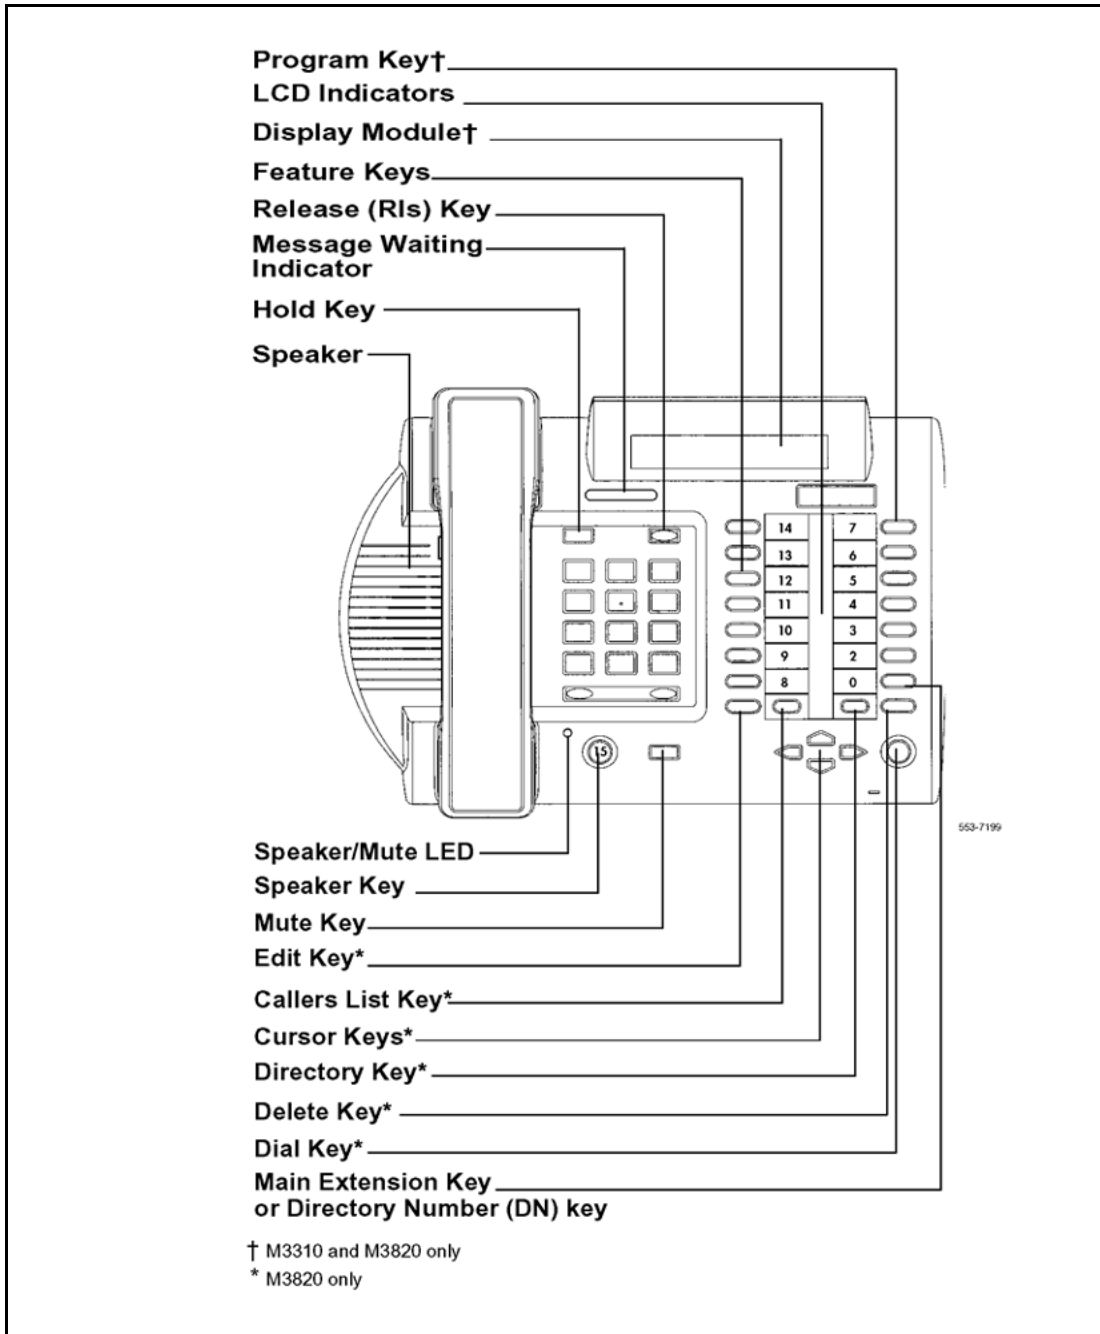 Program Key†
LCD Indicators
Display Module†
Feature Keys
Release (Rls) Key
Message Waiting
Indicator
Hold Key
Speaker
14 7
13 6
12 5
11 4
10 3
9 2
8 0
15
553-7199
Speaker/Mute LED
Speaker Key
Mute Key
Edit Key*
Callers List Key*
Cursor Keys*
Directory Key*
Delete Key*
Dial Key*
Main Extension Key
or Directory Number (DN) key
† M3310 and M3820 only
* M3820 only